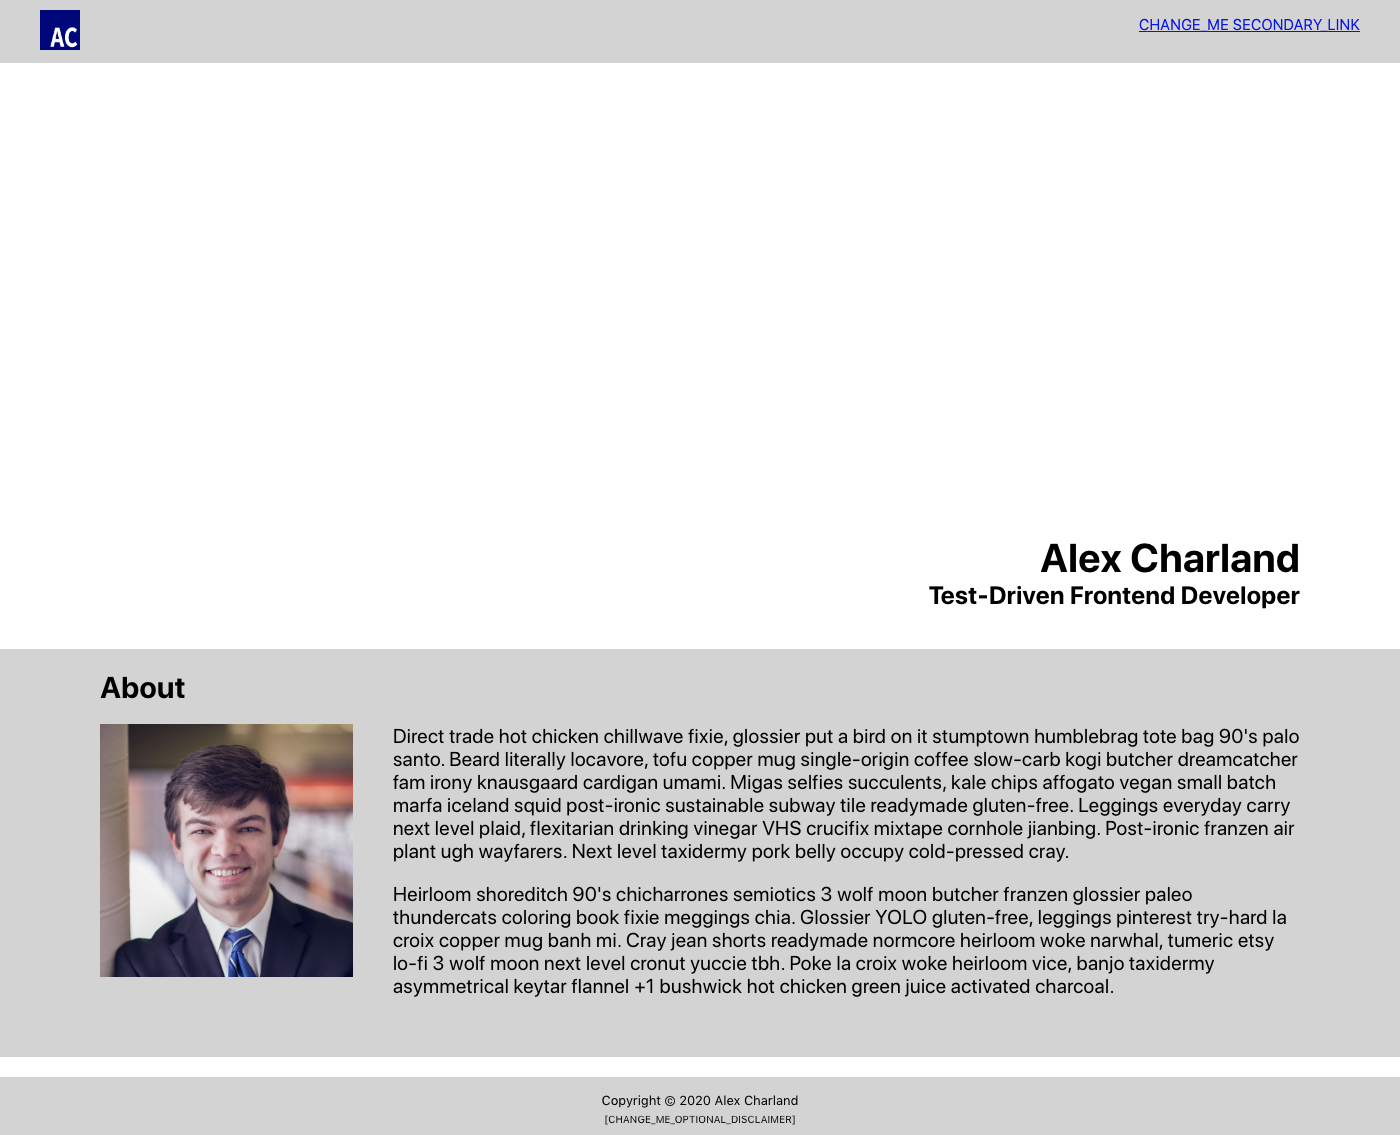 AC
CHANGE_ME SECONDARY_LINK
Alex Charland
Test-Driven Frontend Developer
About
Direct trade hot chicken chillwave fixie, glossier put a bird on it stumptown humblebrag tote bag 90's palo
santo. Beard literally locavore, tofu copper mug single-origin coffee slow-carb kogi butcher dreamcatcher
fam irony knausgaard cardigan umami. Migas selfies succulents, kale chips affogato vegan small batch
marfa iceland squid post-ironic sustainable subway tile readymade gluten-free. Leggings everyday carry
next level plaid, flexitarian drinking vinegar VHS crucifix mixtape cornhole jianbing. Post-ironic franzen air
plant ugh wayfarers. Next level taxidermy pork belly occupy cold-pressed cray.
Heirloom shoreditch 90's chicharrones semiotics 3 wolf moon butcher franzen glossier paleo
thundercats coloring book fixie meggings chia. Glossier YOLO gluten-free, leggings pinterest try-hard la
croix copper mug banh mi. Cray jean shorts readymade normcore heirloom woke narwhal, tumeric etsy
lo-fi 3 wolf moon next level cronut yuccie tbh. Poke la croix woke heirloom vice, banjo taxidermy
asymmetrical keytar flannel +1 bushwick hot chicken green juice activated charcoal.
Copyright © 2020 Alex Charland
[CHANGE_ME_OPTIONAL_DISCLAIMER]